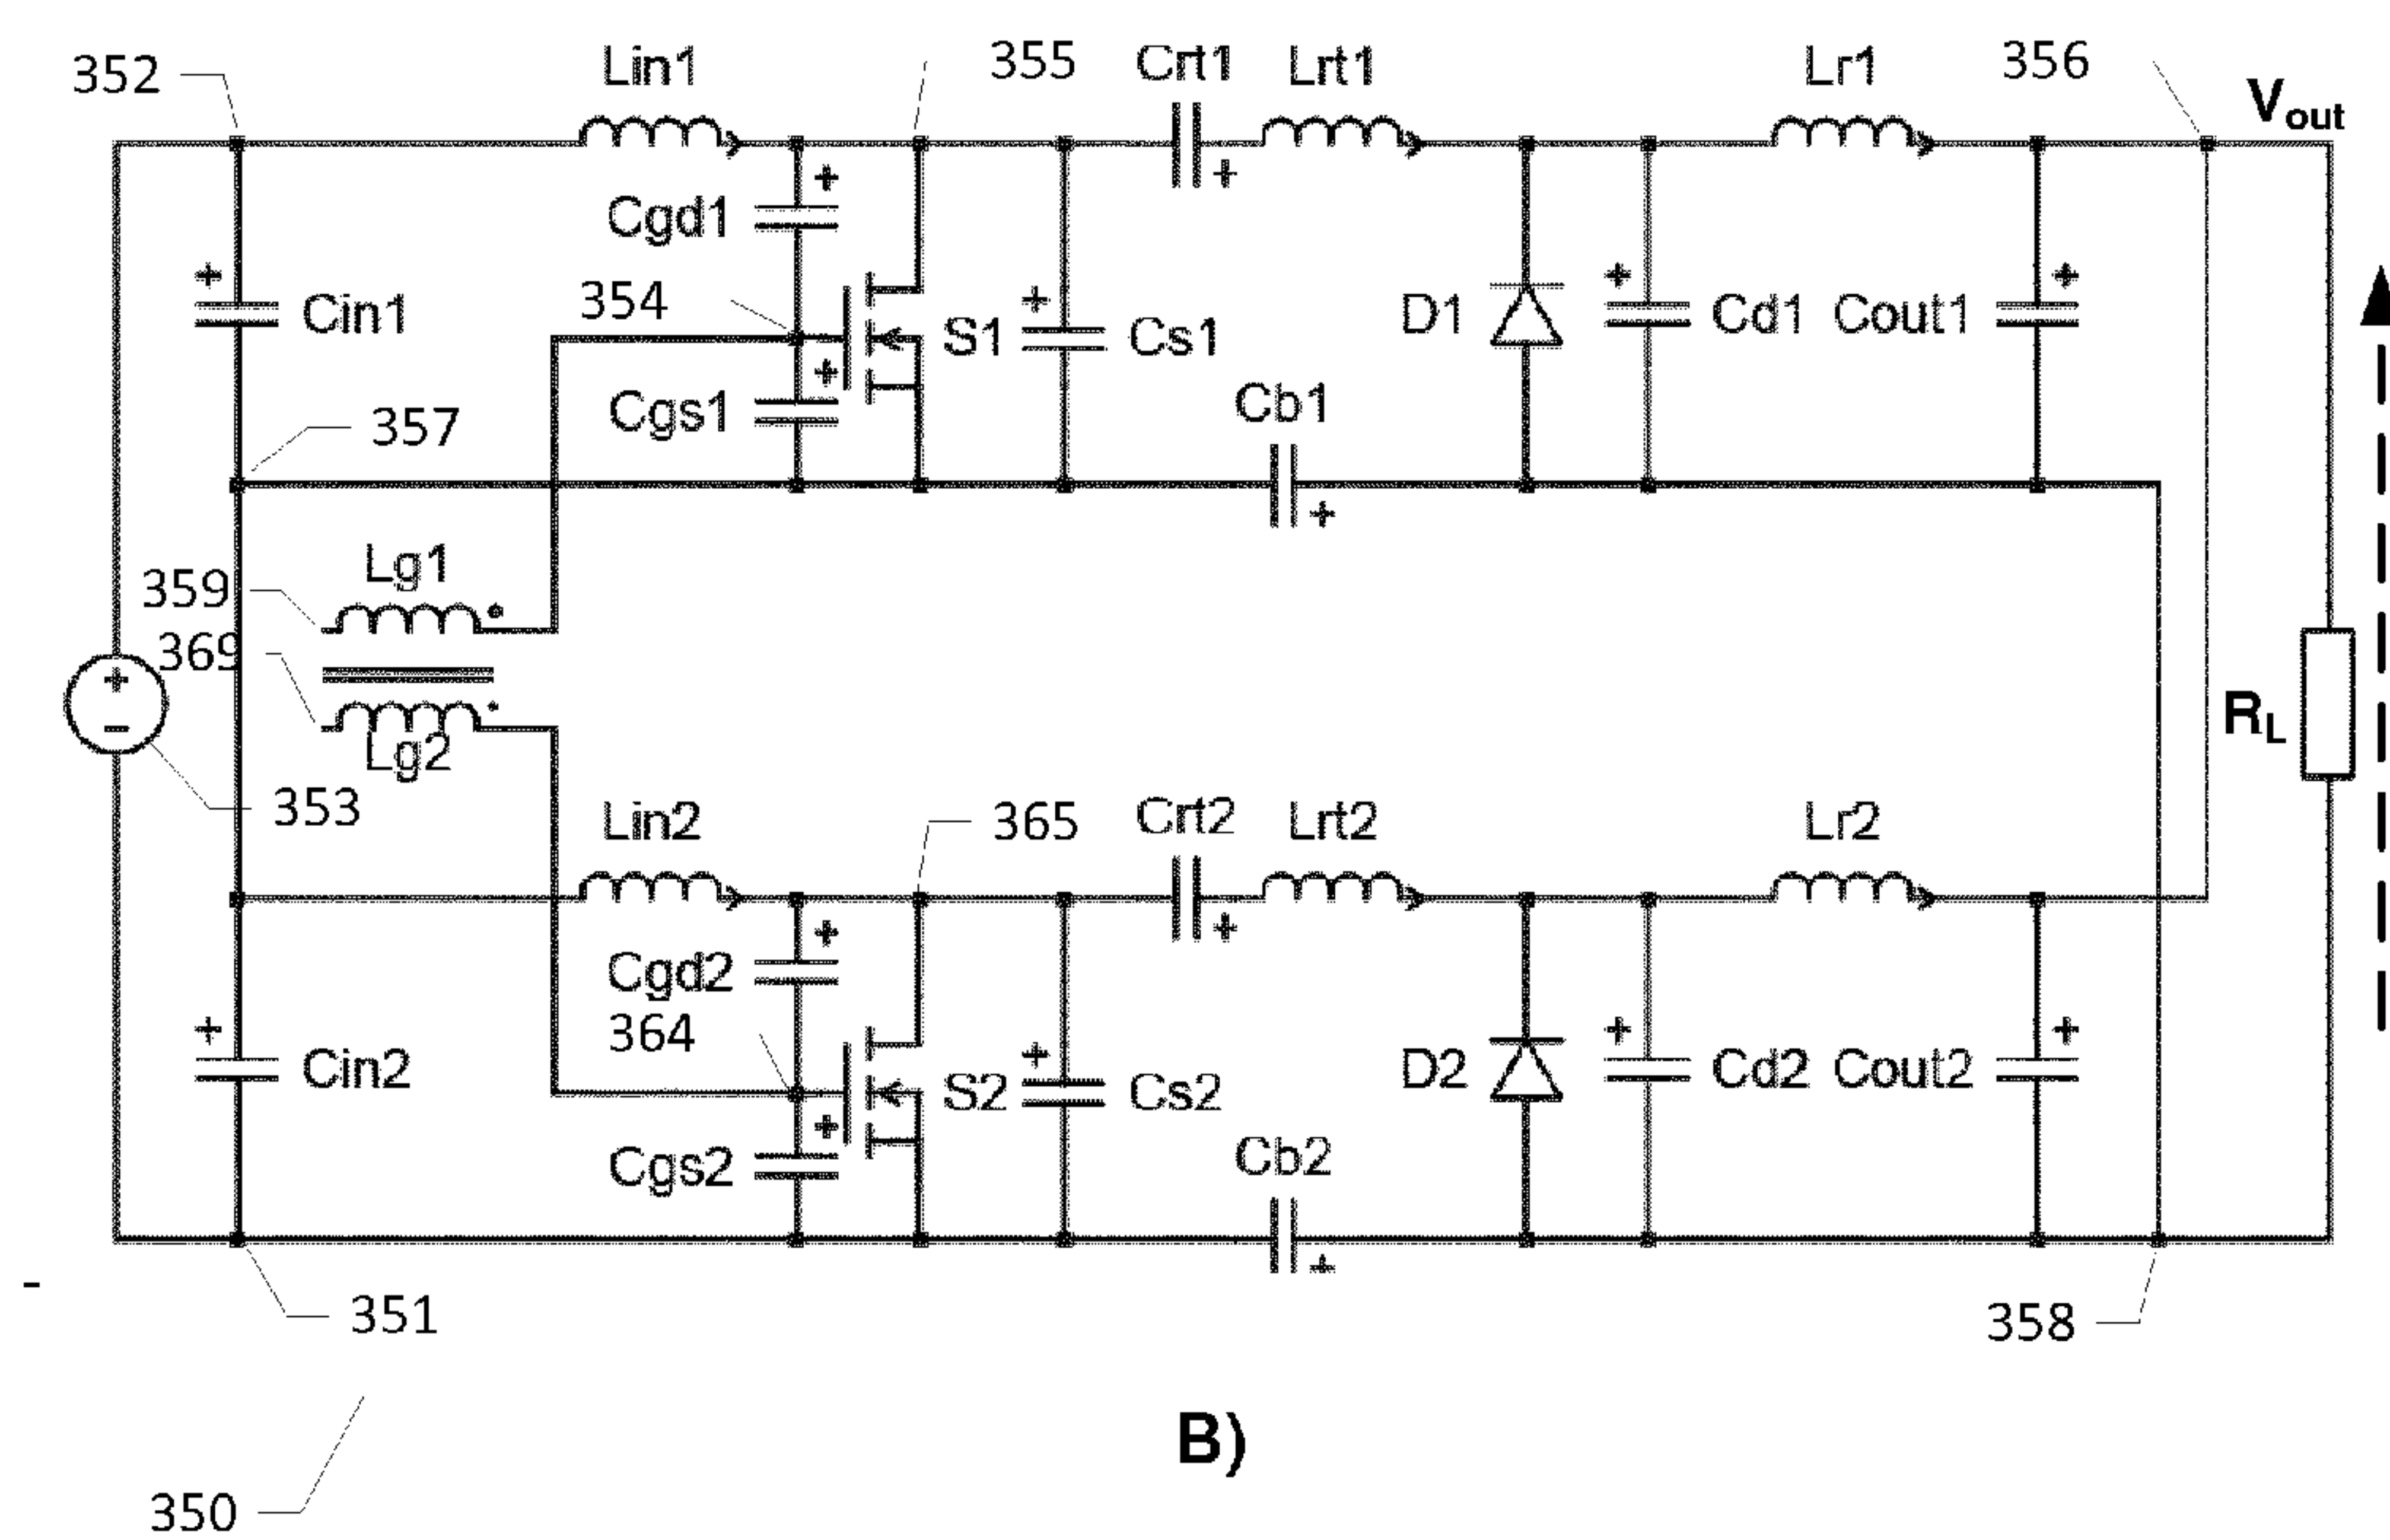 352
Lin1
355
Crt1
Lrt1
Lr1
356
Vout
+
Cgd1
+
Cin1
354
S1
+
Cs1
D1
+
Cd1
Cout1
+
+
Cgs1
357
Cb1
+
Lg1
359
369
Lg2
+
-
353
RL
Lin2
365
Crt2
Lrt2
Lr2
+
Cgd2
+
364
Cin2
S2
+
Cs2
D2
+
Cd2
Cout2
+
+
Cgs2
Cb2
+
-
351
358
B)
350